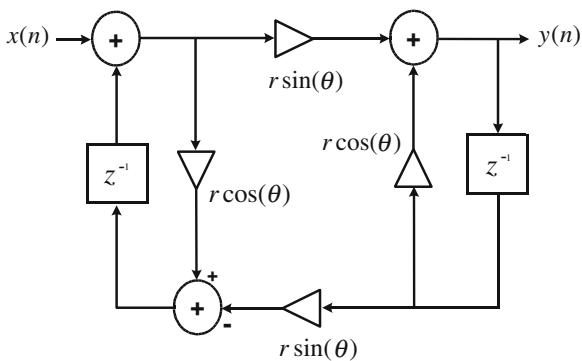 x(n)
+
+
y(n)
r sin(θ)
z⁻¹
r cos(θ)
r cos(θ)
z⁻¹
+
+
-
r sin(θ)